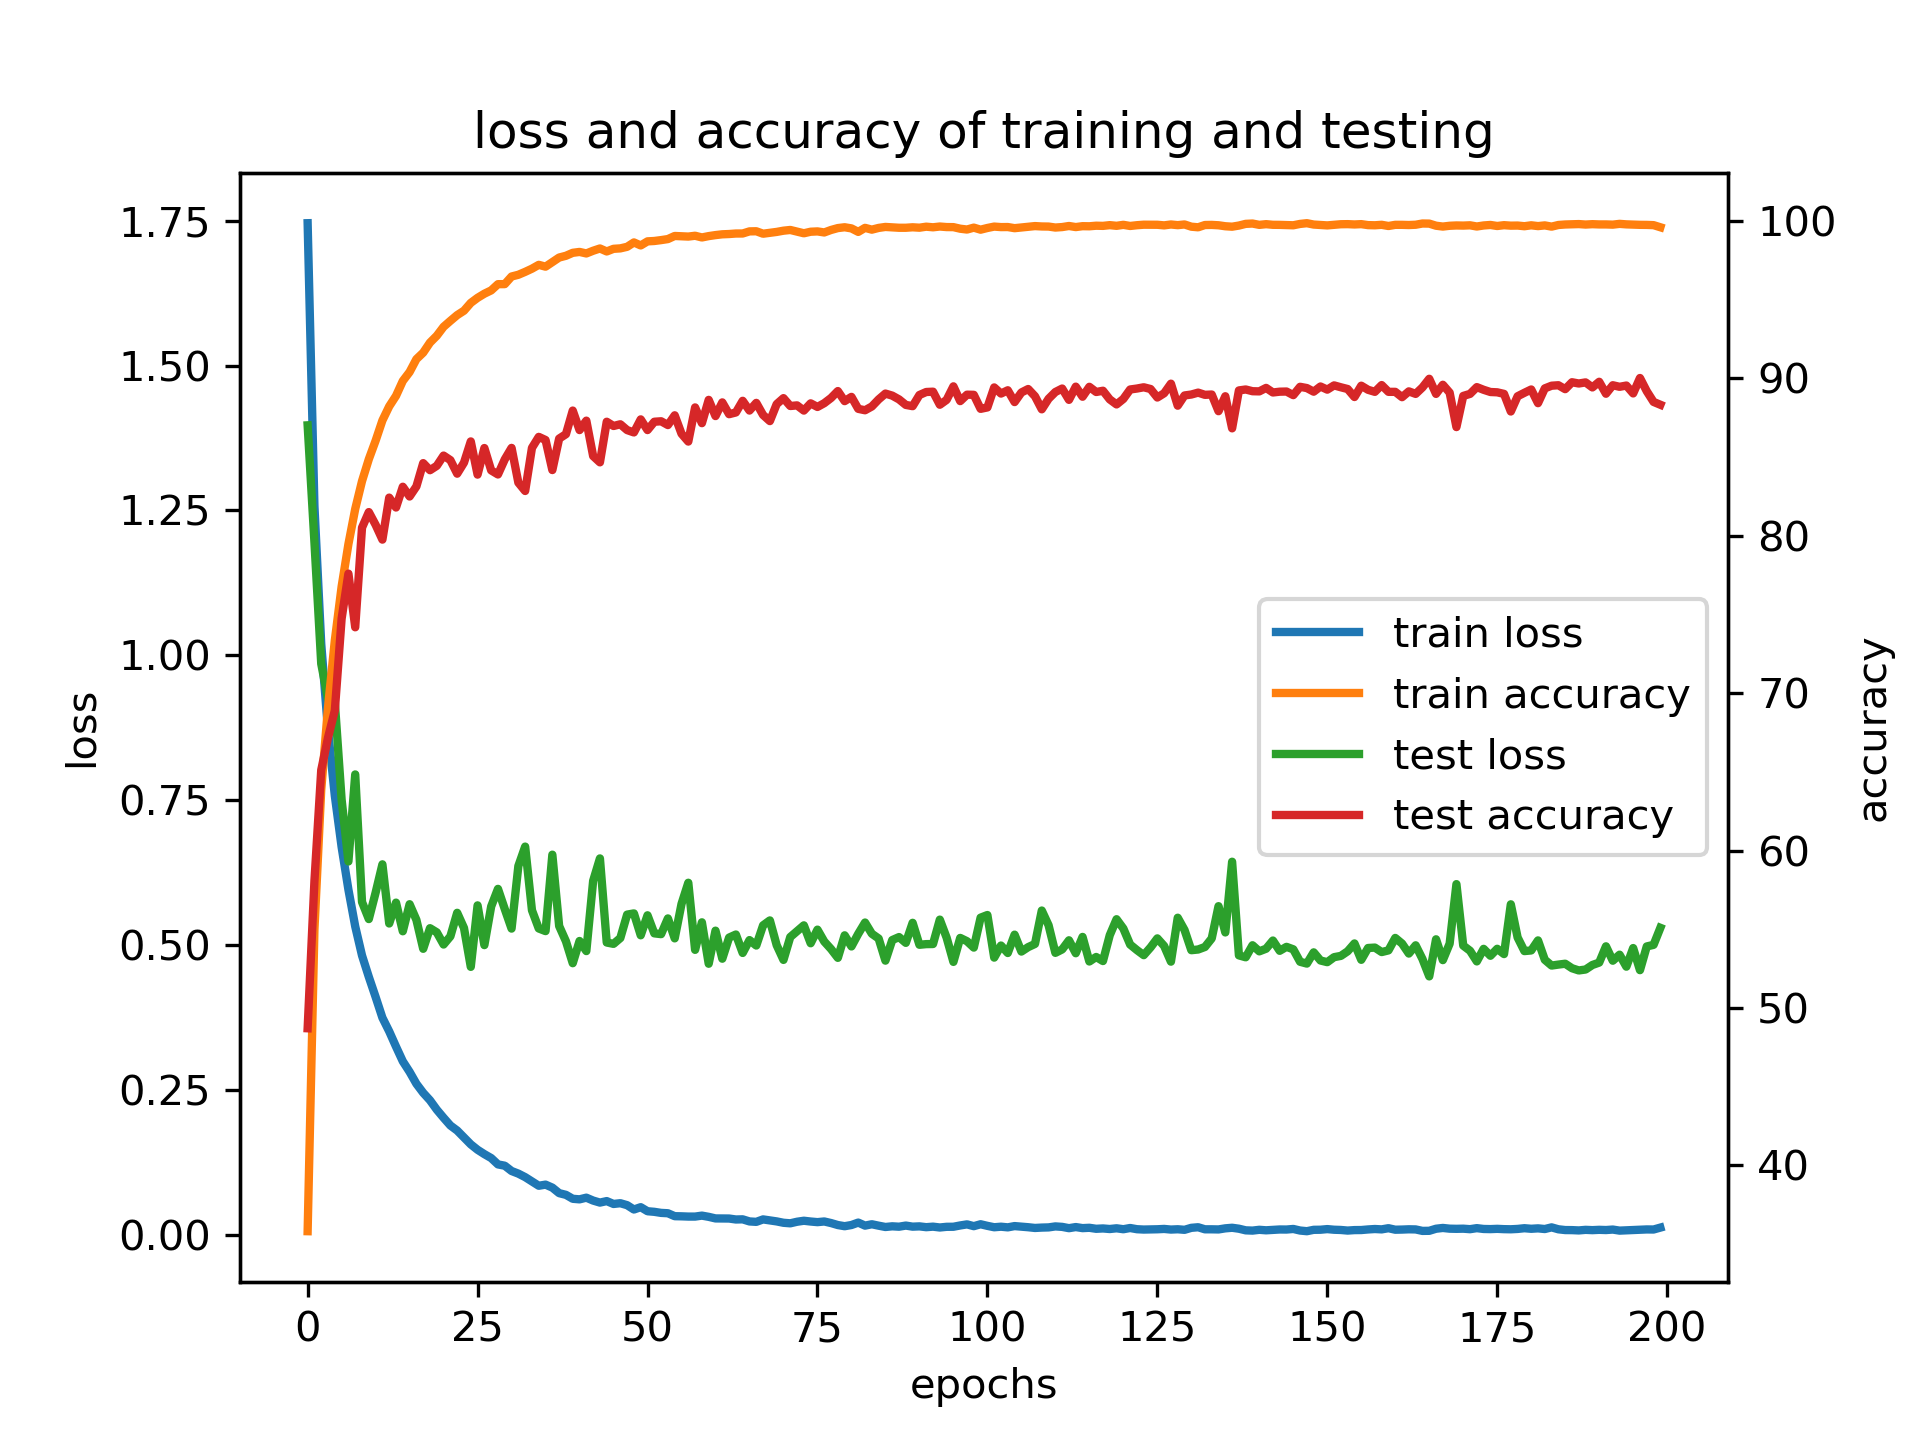 loss and accuracy of training and testing
1.75
1.50
1.25
1.00
0.75
0.50
0.25
0.00
loss
100
90
80
70
60
50
40
accuracy
train loss
train accuracy
test loss
test accuracy
0 25 50 75 100 125 150 175 200
epochs